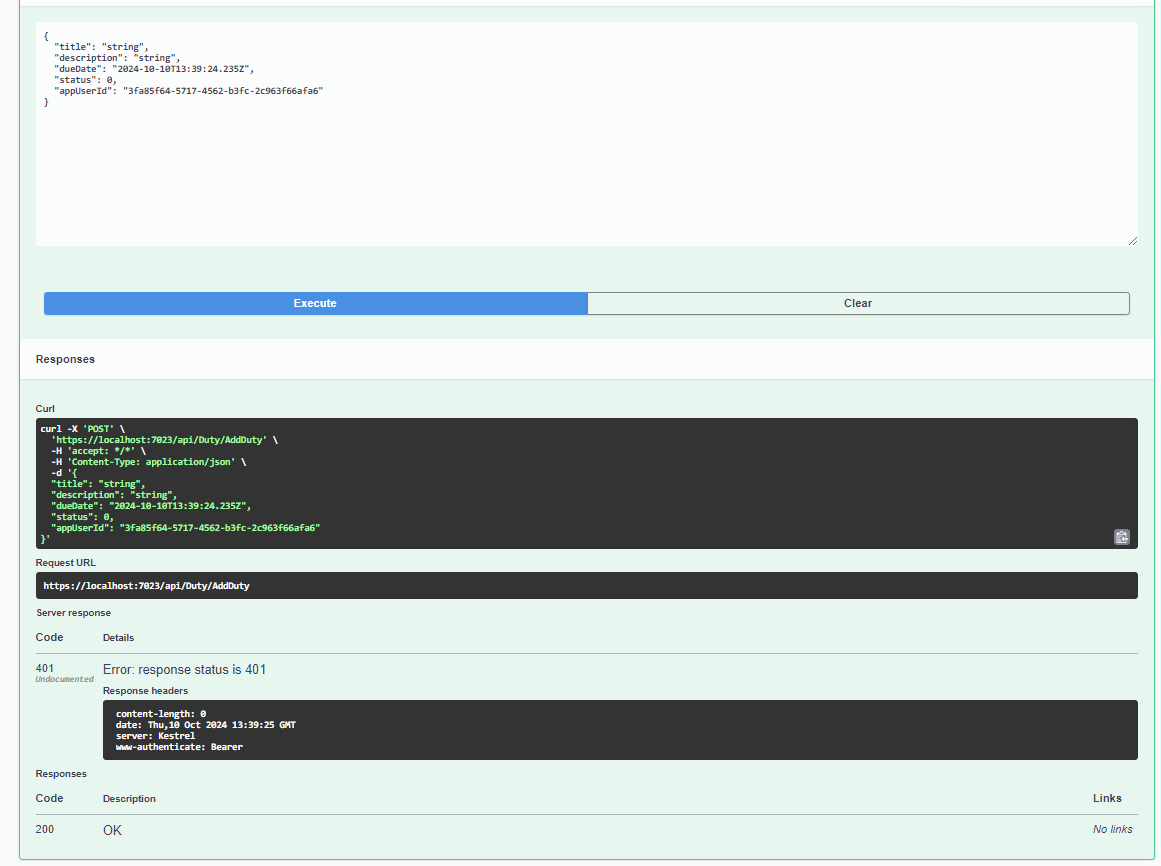 {
"title": "string",
"description": "string",
"dueDate": "2024-10-10T13:39:24.235Z",
"status": 0,
"appUserId": "3fa85f64-5717-4562-b3fc-2c963f66afa6"
}
Execute
Clear
Responses
Curl
curl -X 'POST' \
'https://localhost:7023/api/Duty/AddDuty' \
-H 'accept: */*' \
-H 'Content-Type: application/json' \
-d '{
"title": "string",
"description": "string",
"dueDate": "2024-10-10T13:39:24.235Z",
"status": 0,
"appUserId": "3fa85f64-5717-4562-b3fc-2c963f66afa6"
}'
Request URL
https://localhost:7023/api/Duty/AddDuty
Server response
Code Details
401 Error: response status is 401
Undocumented
Response headers
content-length: 0
date: Thu,10 Oct 2024 13:39:25 GMT
server: Kestrel
www-authenticate: Bearer
Responses
Code Description Links
200 OK No links